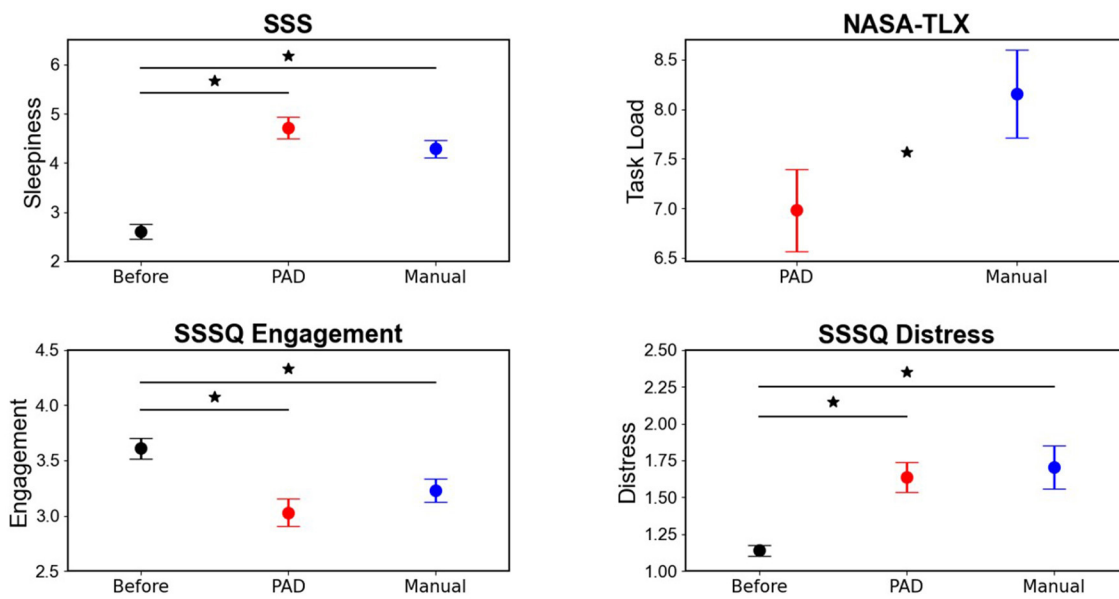 SSS
Sleepiness
6
5
4
3
2
Before PAD Manual
NASA-TLX
Task Load
8.5
8.0
7.5
7.0
6.5
PAD Manual
SSSQ Engagement
Engagement
4.5
4.0
3.5
3.0
2.5
Before PAD Manual
SSSQ Distress
Distress
2.50
2.25
2.00
1.75
1.50
1.25
1.00
Before PAD Manual